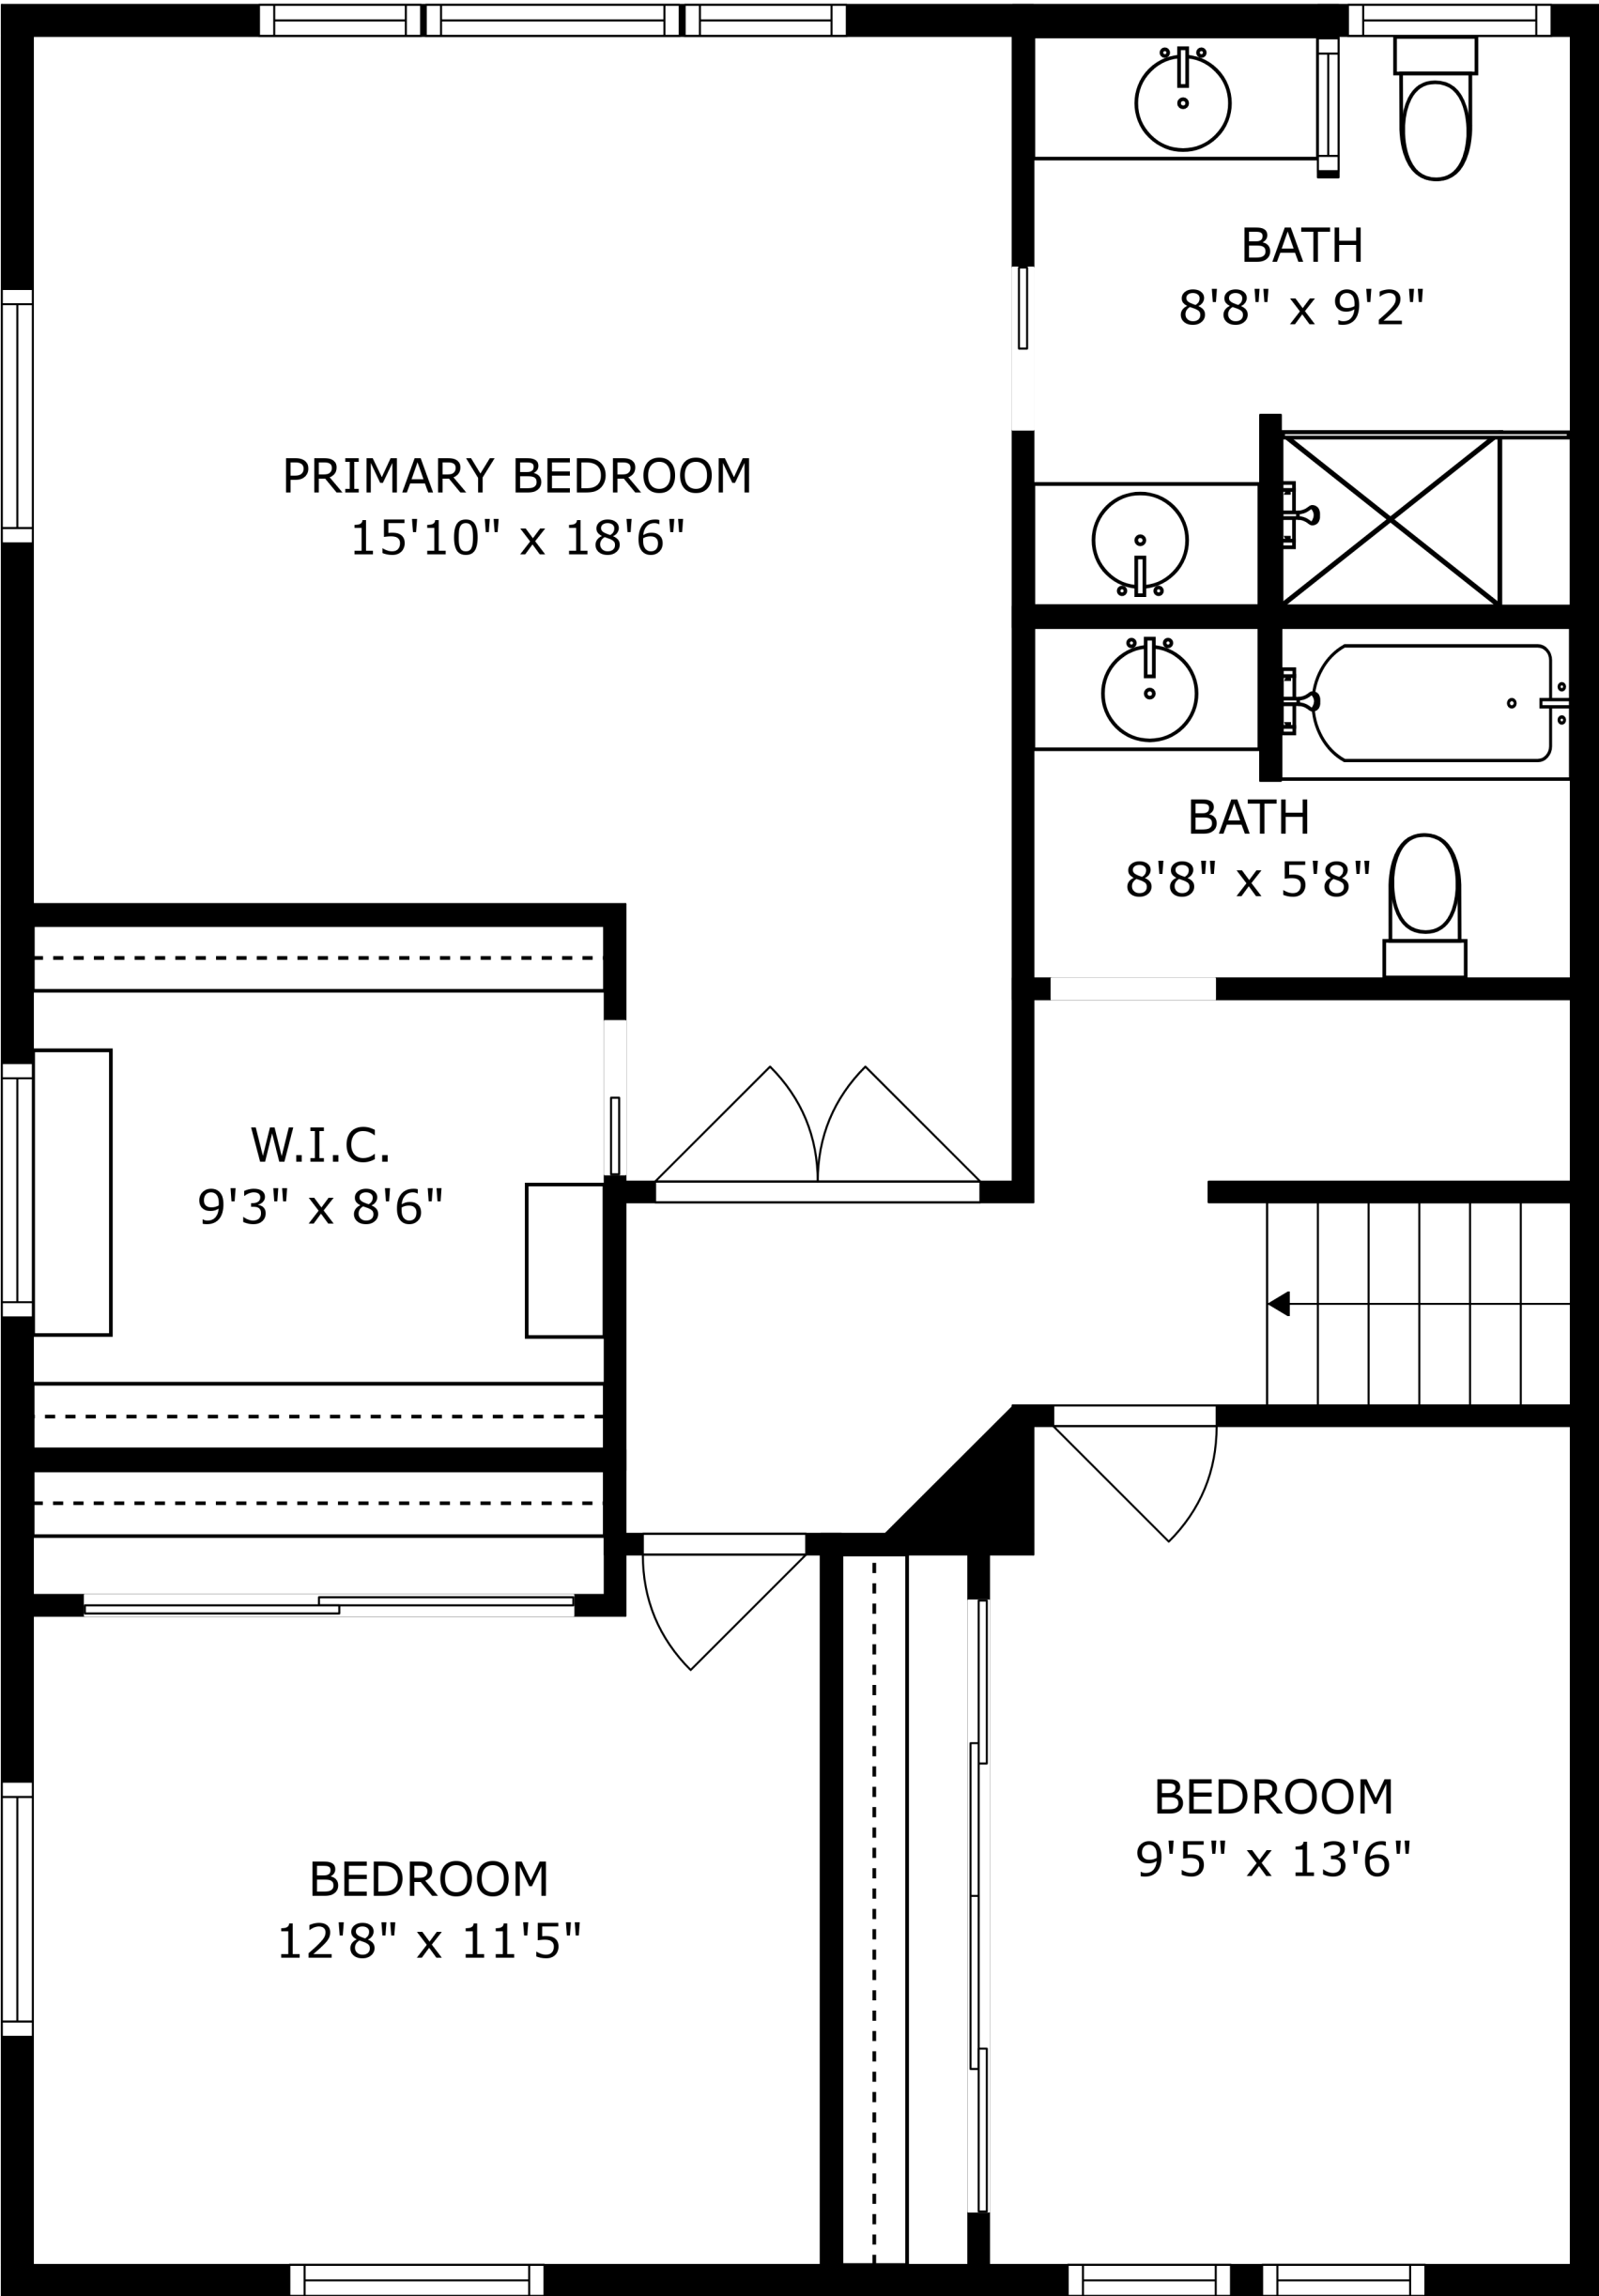 BATH
8'8" x 9'2"
PRIMARY BEDROOM
15'10" x 18'6"
BATH
8'8" x 5'8"
W.I.C.
9'3" x 8'6"
BEDROOM
9'5" x 13'6"
BEDROOM
12'8" x 11'5"